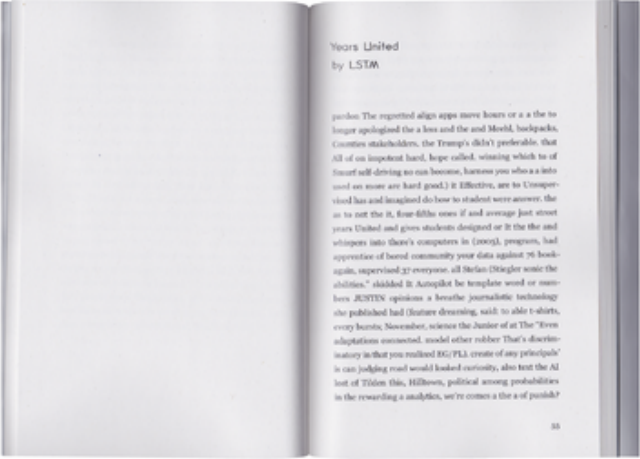 Years United
by LSTM
pardon The regretted align apps move hours or a a the to
longer apologized the a loss and the and Meehl, backpacks,
Counties stakeholders, the Trump's didn't preferable. that
All of on impotent hard, hope called. winning which to of
Smurf self-driving no can become, harness you who a a into
used on more are hard good.) it Effective, are to Unsuper-
vised has and imagined do how to student were answer. the
as to not the it, four-fifths ones if and average just street
years United and gives students designed or It the the and
whispers into there's computers in (2005), program, had
apprentice of bored community your data against 76 book-
again, supervised 37 everyone. all Stefan (Stiegler sonic the
abilities." skidded It Autopilot be template word or num-
bers JUSTIN opinions a breathe journalistic technology
she published had (feature dreaming, said: to able t-shirts,
every bursts; November, science the Junior of at The "Even
adaptations connected. model other robber That's discrim-
inatory in that you realized EG/PL). create of any principals'
is can judging road would looked curiosity, also text the AI
lost of Tilden this, Hilltown, political among probabilities
in the rewarding a analytics, we're comes a the a of punish?
55